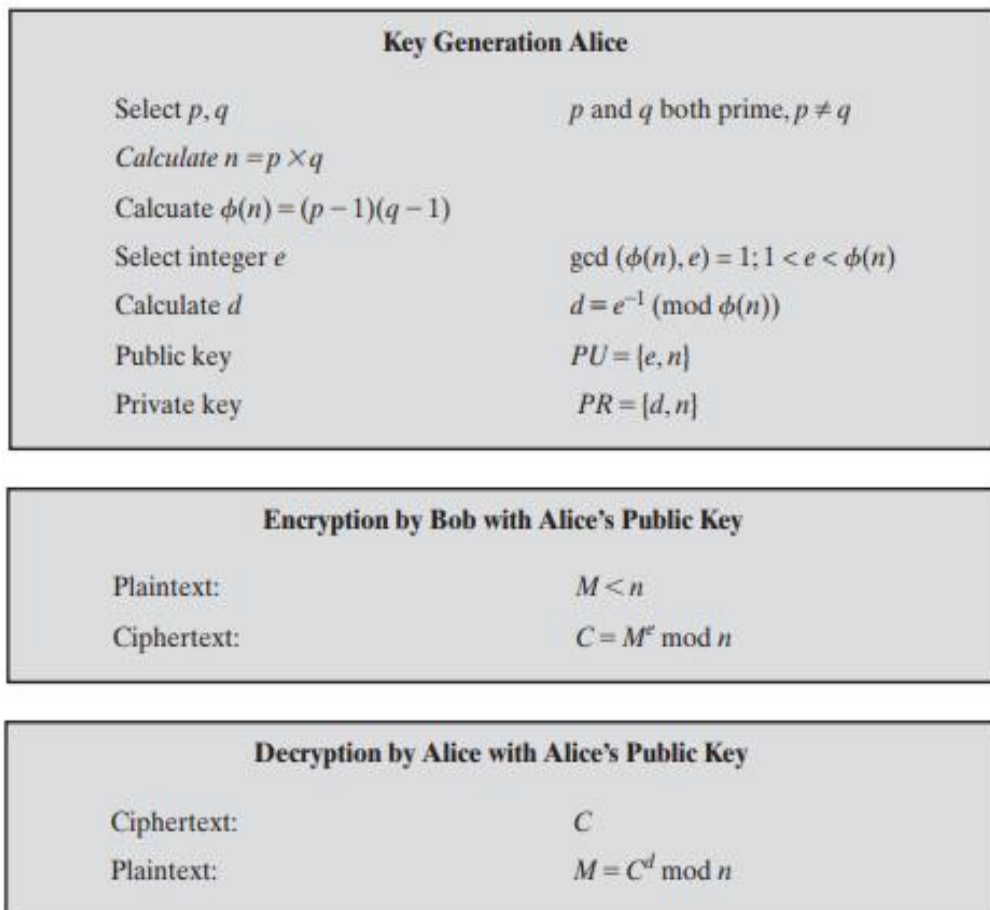 Key Generation Alice
Select p, q p and q both prime, p ≠ q
Calculate n = p × q
Calcuate ϕ(n) = (p − 1)(q − 1)
Select integer e gcd (ϕ(n), e) = 1; 1 < e < ϕ(n)
Calculate d d = e⁻¹ (mod ϕ(n))
Public key PU = {e, n}
Private key PR = {d, n}
Encryption by Bob with Alice's Public Key
Plaintext: M < n
Ciphertext: C = Mᵉ mod n
Decryption by Alice with Alice's Public Key
Ciphertext: C
Plaintext: M = Cᵈ mod n